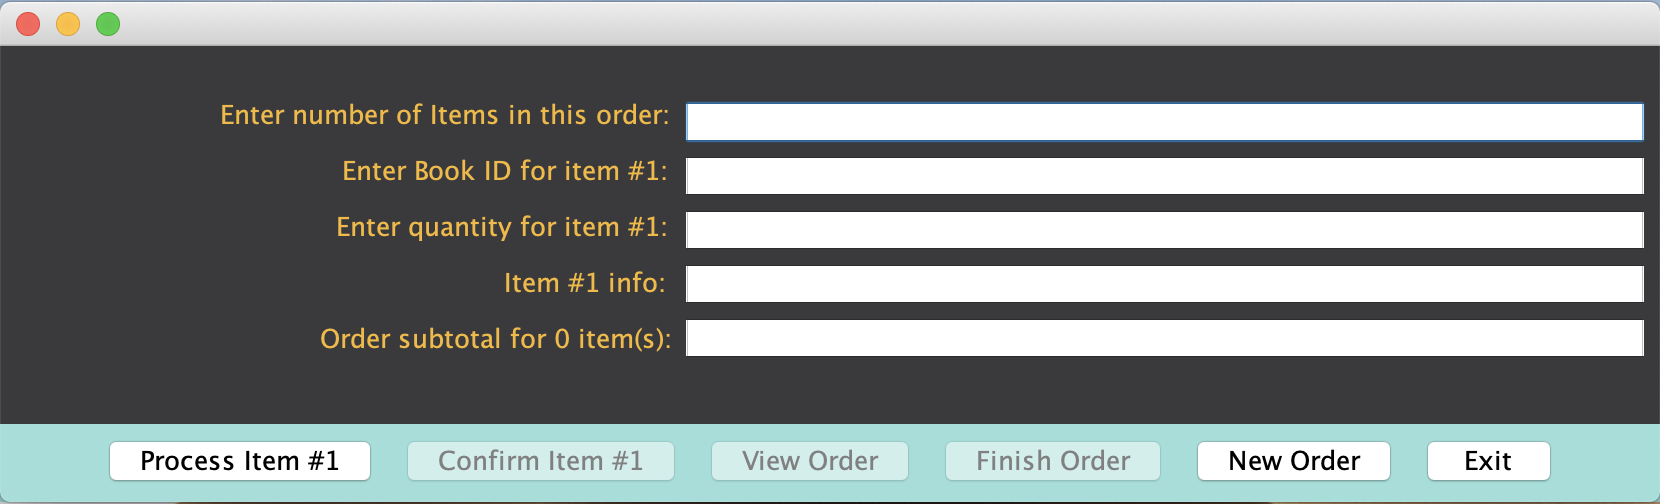 Enter number of Items in this order:
Enter Book ID for item #1:
Enter quantity for item #1:
Item #1 info:
Order subtotal for 0 item(s):
Process Item #1 Confirm Item #1 View Order Finish Order New Order Exit